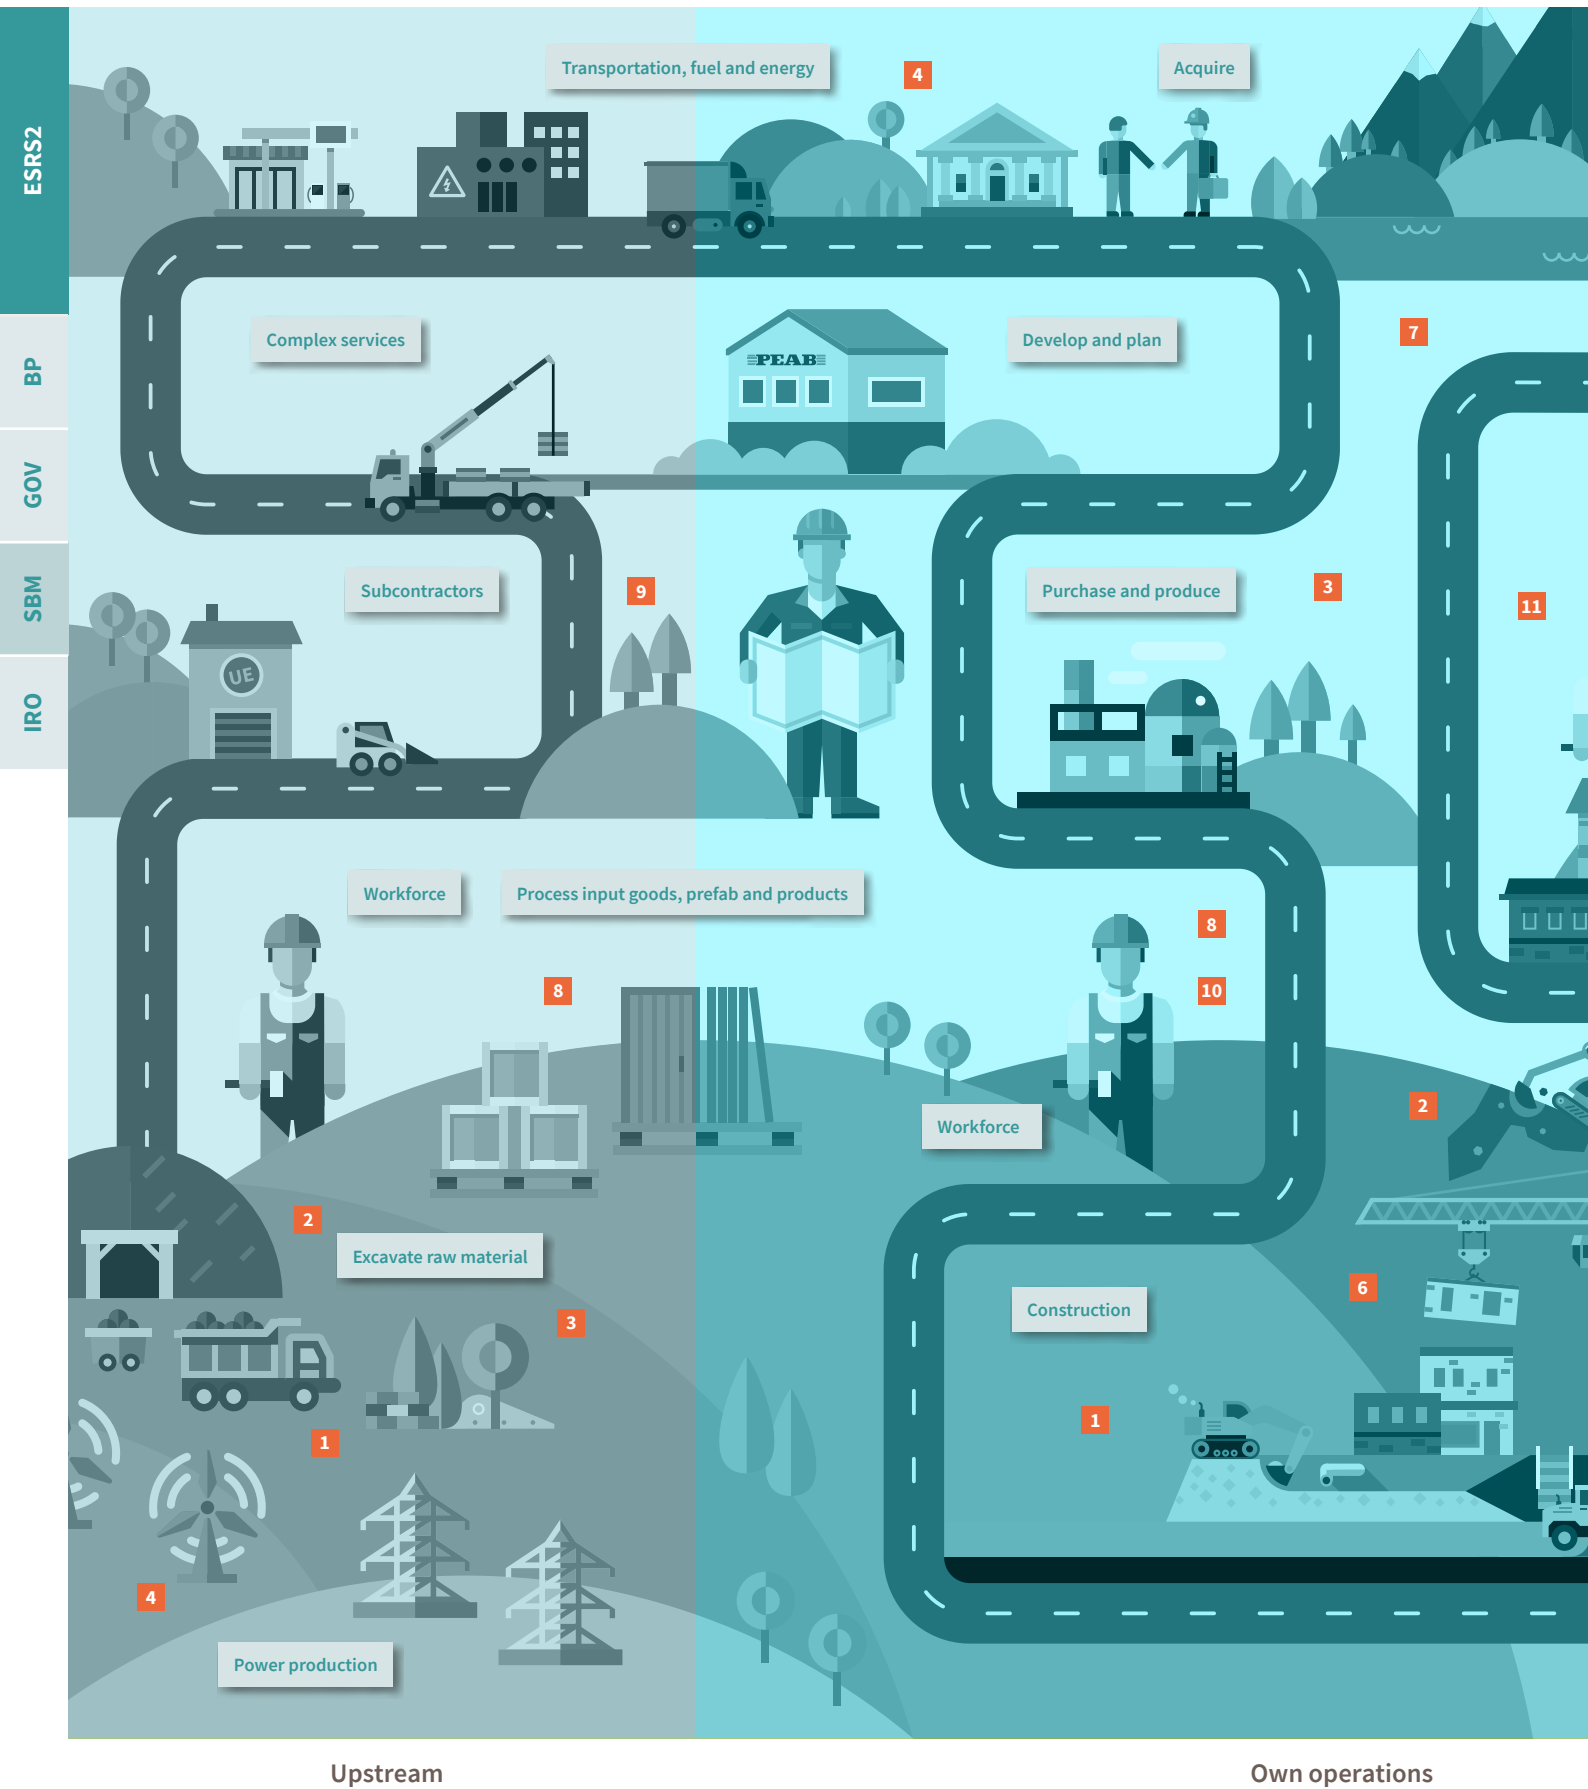 ESRS2
BP
GOV
SBM
IRO
Transportation, fuel and energy
4
Acquire
Complex services
PEAB
Develop and plan
7
Subcontractors
9
Purchase and produce
3
11
UE
Workforce
Process input goods, prefab and products
8
8
10
Workforce
2
2
Excavate raw material
3
Construction
6
1
1
4
Power production
Upstream
Own operations